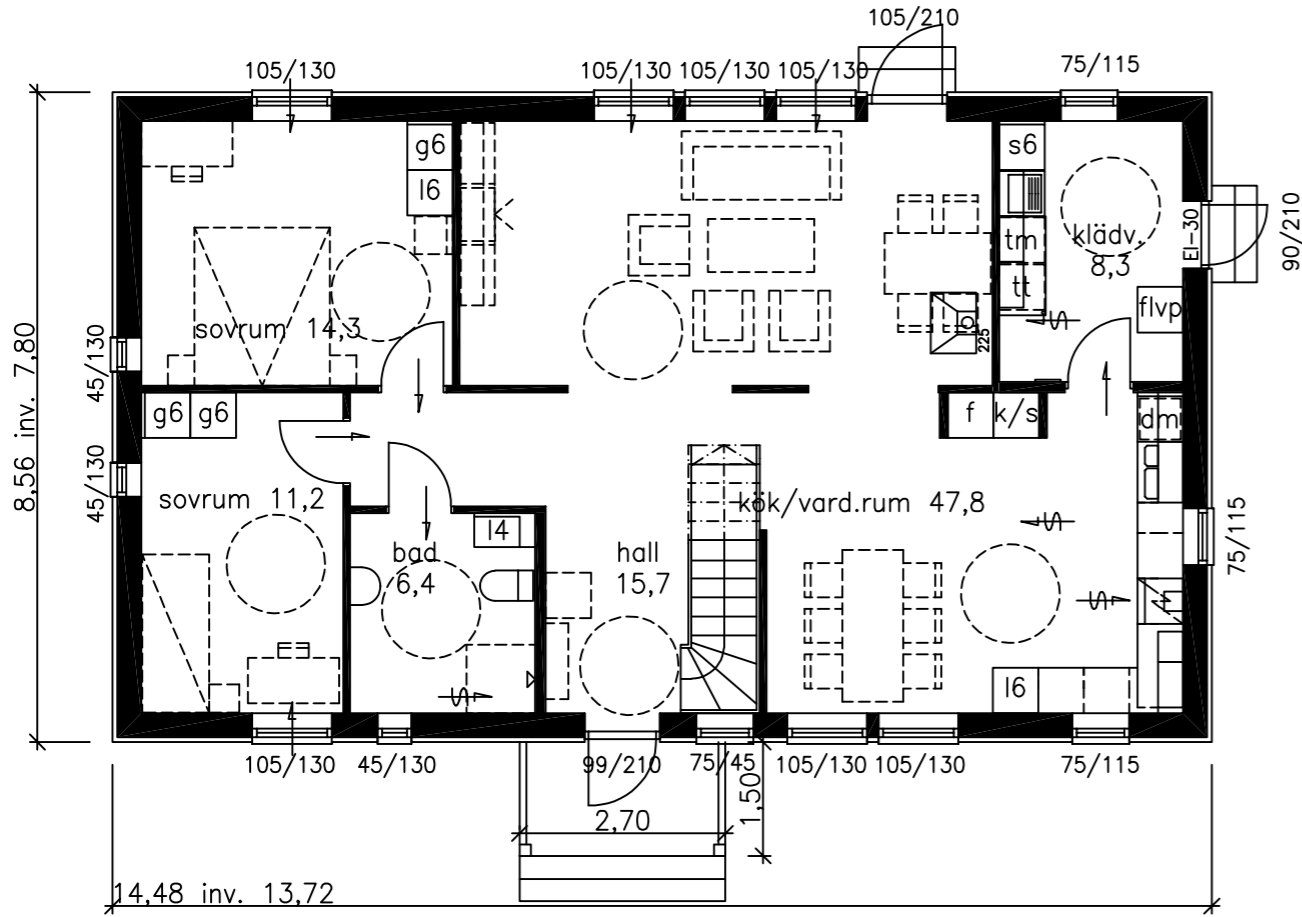 105/210
105/130
105/130
105/130
105/130
75/115
g6
l6
s6
tm
tt
klädv.
8,3
EI-30
90/210
flvp
225
sovrum 14,3
45/130
8,56 inv. 7,80
g6
g6
f
k/s
dm
45/130
sovrum 11,2
kök/vard.rum 47,8
l4
bad
6,4
hall
15,7
75/115
l6
105/130
45/130
99/210
75/45
105/130
105/130
75/115
1,50
2,70
14,48 inv. 13,72